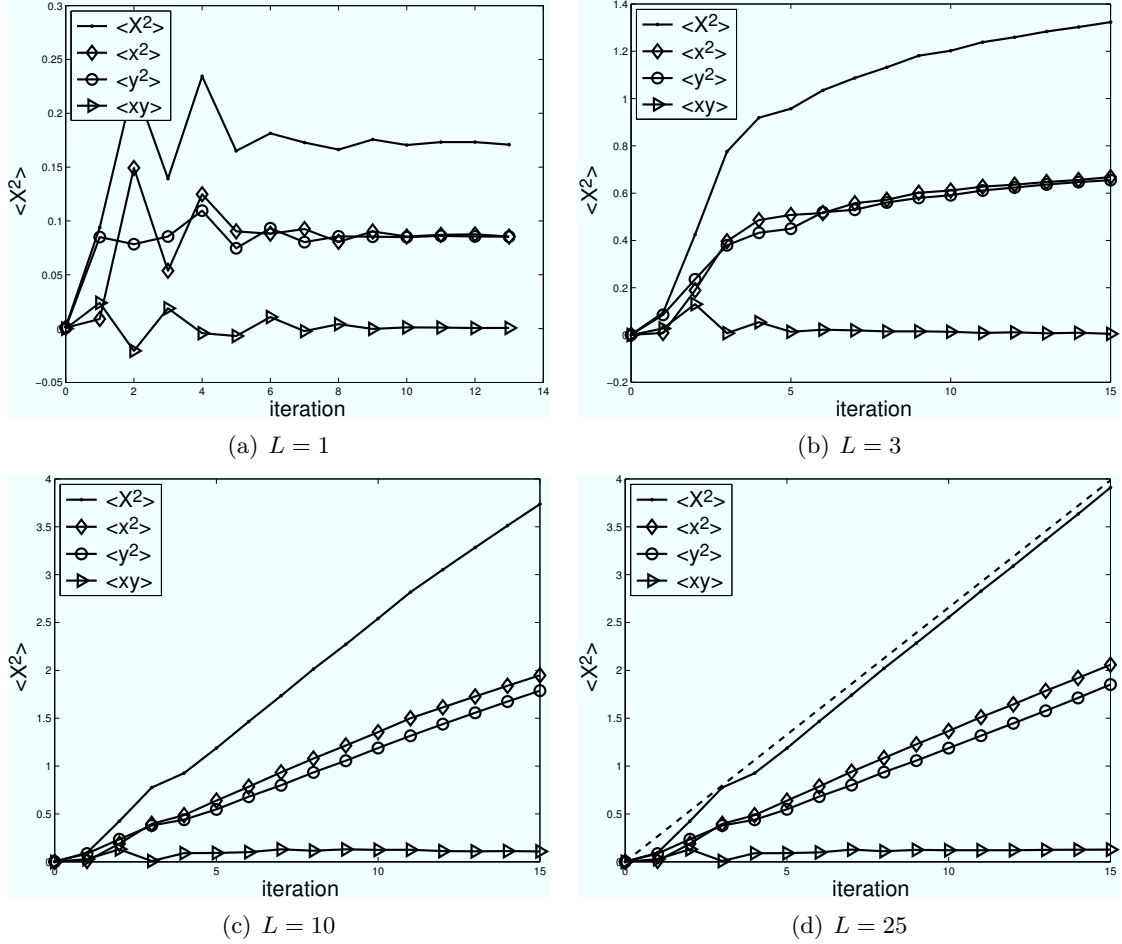 0.3
0.25
0.2
0.15
0.1
0.05
0
−0.05
<X²>
<X²>
<x²>
<y²>
<xy>
0 2 4 6 8 10 12 14
iteration
(a) L = 1
1.4
1.2
1
0.8
0.6
0.4
0.2
0
−0.2
<X²>
<X²>
<x²>
<y²>
<xy>
0 5 10 15
iteration
(b) L = 3
4
3.5
3
2.5
2
1.5
1
0.5
0
<X²>
<X²>
<x²>
<y²>
<xy>
0 5 10 15
iteration
(c) L = 10
4
3.5
3
2.5
2
1.5
1
0.5
0
<X²>
<X²>
<x²>
<y²>
<xy>
0 5 10 15
iteration
(d) L = 25